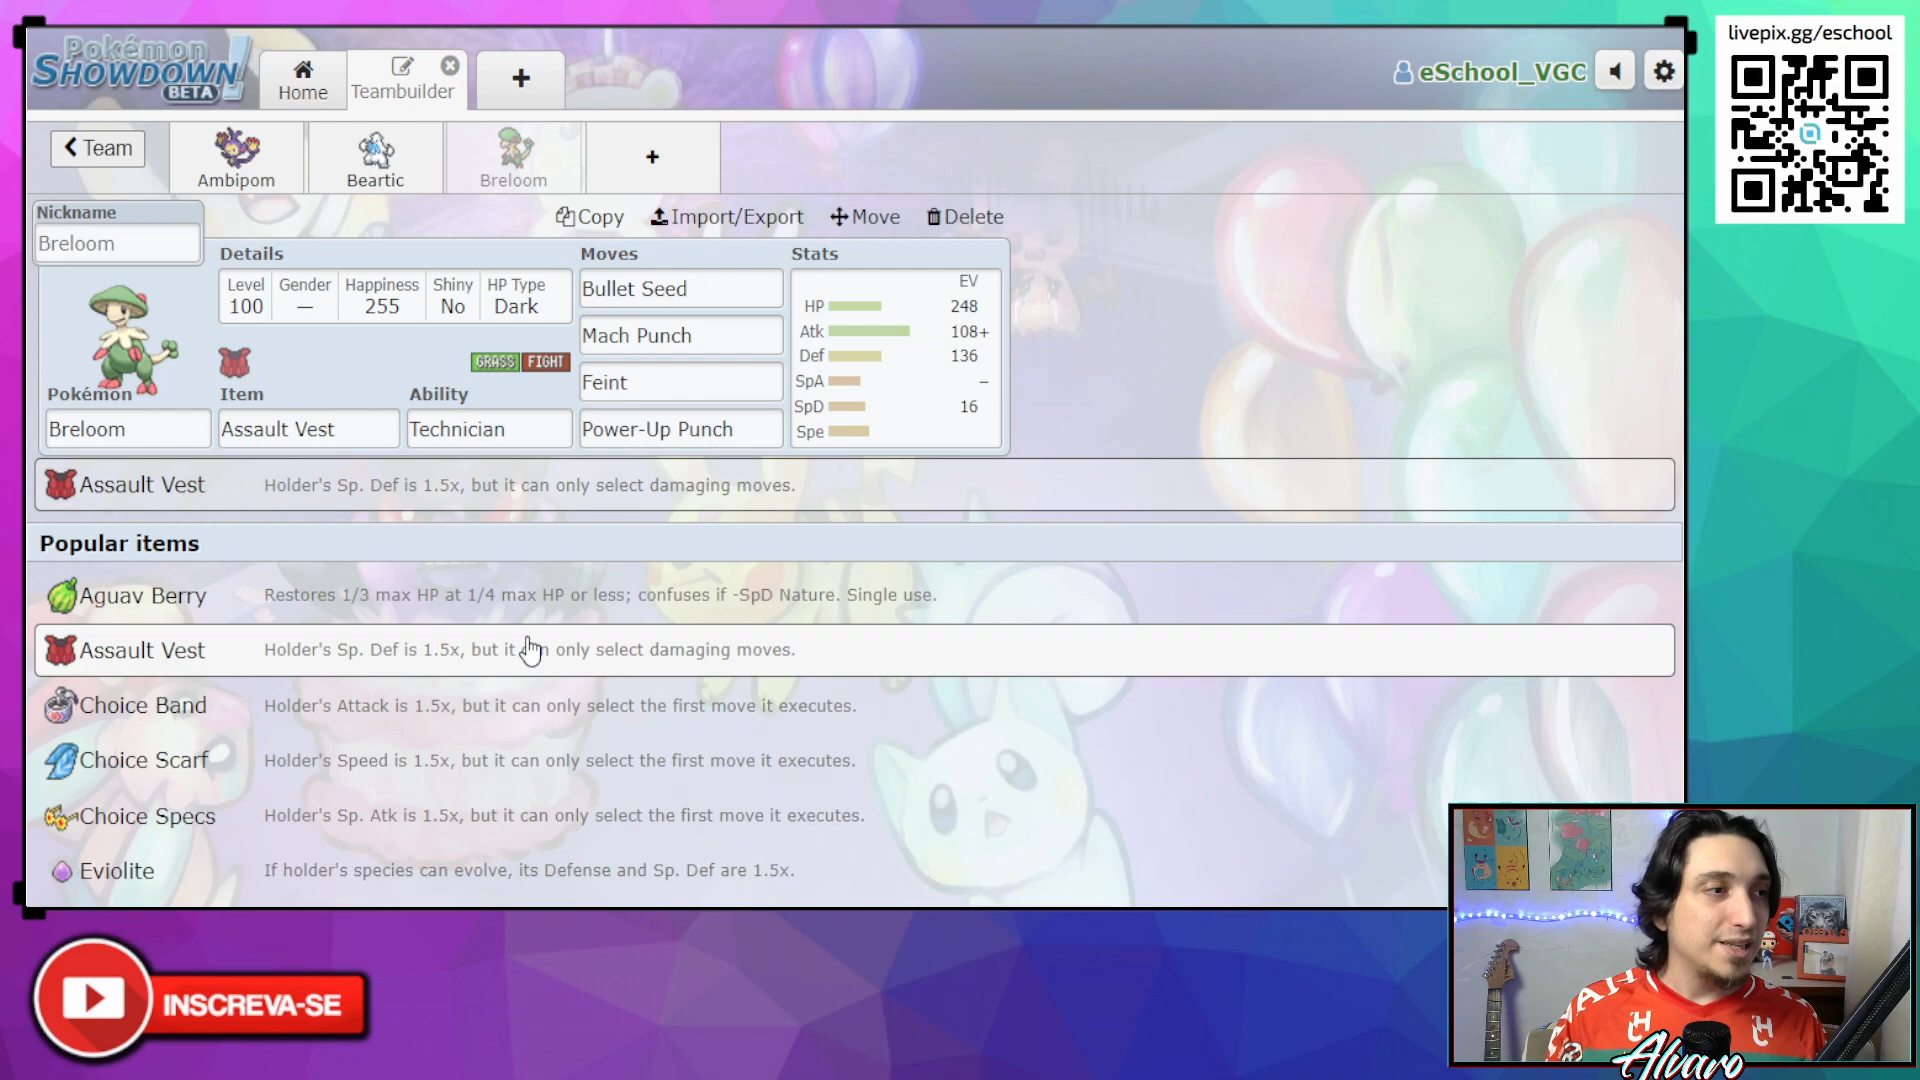 livepix.gg/eschool
Pokémon
SHOWDOWN!
BETA
Home
Teambuilder
+
eSchool_VGC
Team
Ambipom
Beartic
Breloom
+
Nickname
Breloom
Copy
Import/Export
Move
Delete
Details
Level
100
Gender
—
Happiness
255
Shiny
No
HP Type
Dark
GRASS FIGHT
Pokémon
Breloom
Item
Assault Vest
Ability
Technician
Moves
Bullet Seed
Mach Punch
Feint
Power-Up Punch
Stats
EV
HP 248
Atk 108+
Def 136
SpA –
SpD 16
Spe
Assault Vest Holder's Sp. Def is 1.5x, but it can only select damaging moves.
Popular items
Aguav Berry Restores 1/3 max HP at 1/4 max HP or less; confuses if -SpD Nature. Single use.
Assault Vest Holder's Sp. Def is 1.5x, but it can only select damaging moves.
Choice Band Holder's Attack is 1.5x, but it can only select the first move it executes.
Choice Scarf Holder's Speed is 1.5x, but it can only select the first move it executes.
Choice Specs Holder's Sp. Atk is 1.5x, but it can only select the first move it executes.
Eviolite If holder's species can evolve, its Defense and Sp. Def are 1.5x.
INSCREVA-SE
Alvaro